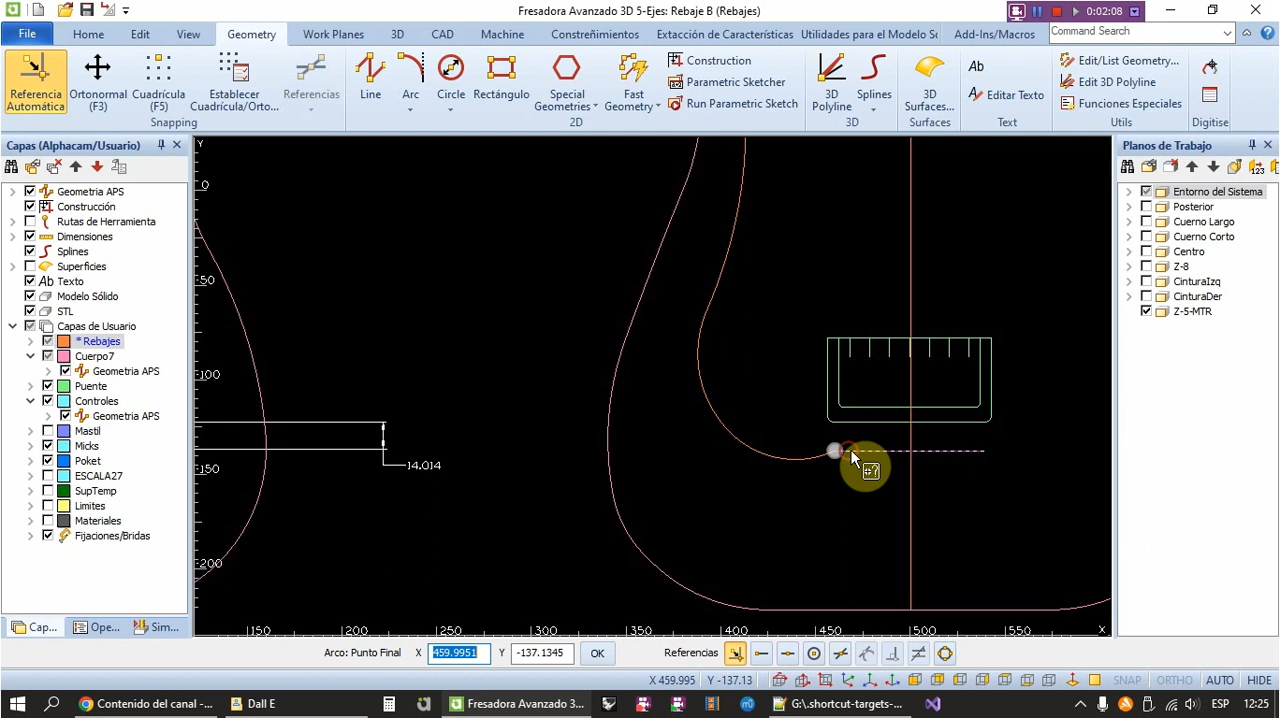 Fresadora Avanzado 3D 5-Ejes: Rebaje B (Rebajes)
00:02:08
File
Home
Edit
View
Geometry
Work Planes
3D
CAD
Machine
Constreñimientos
Extacción de Características
Utilidades para el Modelo Sć
Add-Ins/Macros
Command Search
Referencia Automática
Ortonormal (F3)
Cuadrícula (F5)
Establecer Cuadrícula/Orto...
Referencias
Snapping
Line
Arc
Circle
Rectángulo
Special Geometries
Fast Geometry
Construction
Parametric Sketcher
Run Parametric Sketch
2D
3D Polyline
Splines
3D
3D Surfaces...
Surfaces
Ab
Editar Texto
Text
Edit/List Geometry...
Edit 3D Polyline
Funciones Especiales
Utils
Digitise
Capas (Alphacam/Usuario)
Geometria APS
Construcción
Rutas de Herramienta
Dimensiones
Splines
Superficies
Ab Texto
Modelo Sólido
STL
Capas de Usuario
* Rebajes
Cuerpo7
Geometria APS
Puente
Controles
Geometria APS
Mastil
Micks
Poket
ESCALA27
SupTemp
Limites
Materiales
Fijaciones/Bridas
Cap...
Ope...
Sim...
Y
0
-50
-100
-150
-200
14.014
150
200
250
300
350
400
450
500
550
X
Planos de Trabajo
Entorno del Sistema
Posterior
Cuerno Largo
Cuerno Corto
Centro
Z-8
CinturaIzq
CinturaDer
Z-5-MTR
Arco: Punto Final
X
459.9951
Y
-137.1345
OK
Referencias
X 459.995
Y -137.13
SNAP
ORTHO
AUTO
HIDE
Contenido del canal -...
Dall E
Fresadora Avanzado 3...
G:\.shortcut-targets-...
ESP
12:25